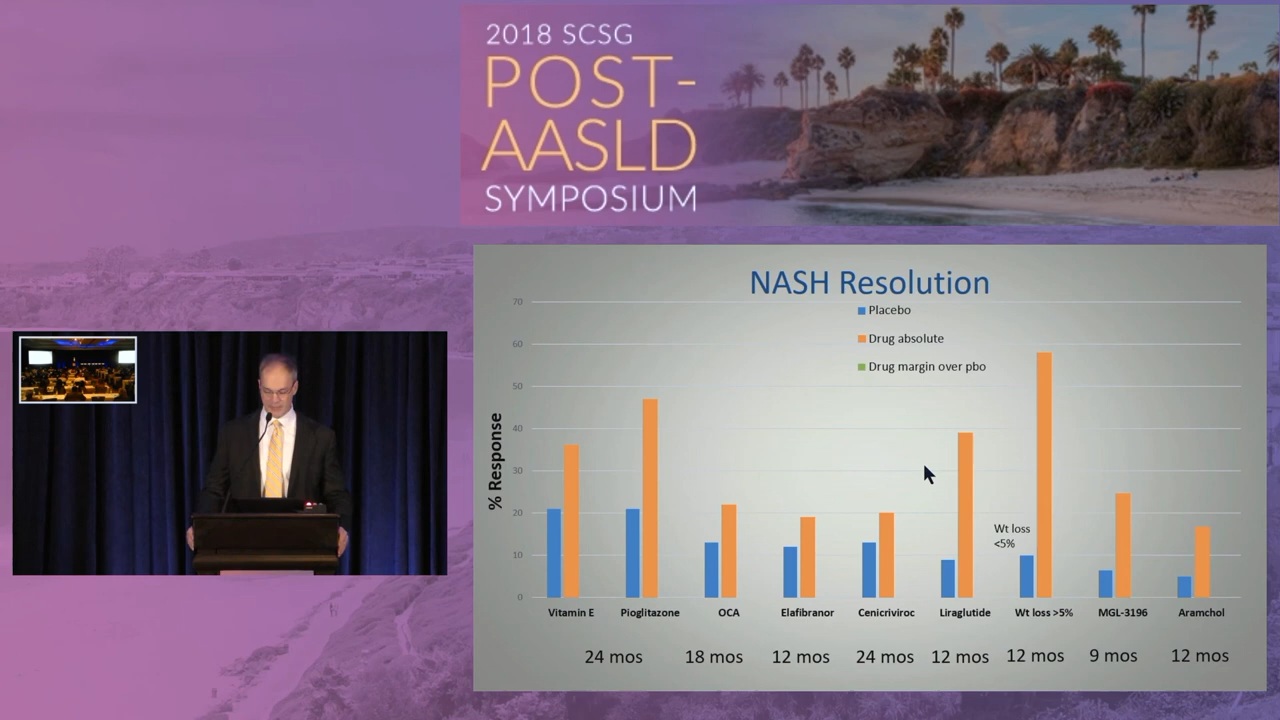 2018 SCSG
POST-
AASLD
SYMPOSIUM
NASH Resolution
Placebo
Drug absolute
Drug margin over pbo
% Response
70
60
50
40
30
20
10
0
Wt loss
<5%
Vitamin E Pioglitazone OCA Elafibranor Cenicriviroc Liraglutide Wt loss >5% MGL-3196 Aramchol
24 mos 18 mos 12 mos 24 mos 12 mos 12 mos 9 mos 12 mos